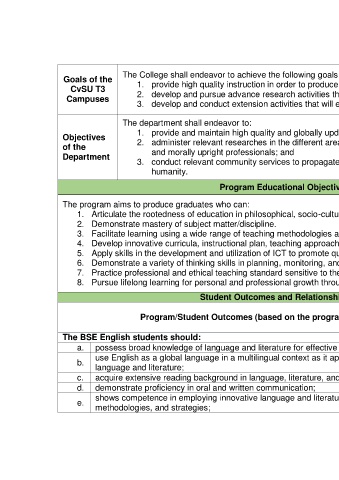 Goals of the
CvSU T3
Campuses
The College shall endeavor to achieve the following goals
1. provide high quality instruction in order to produce
2. develop and pursue advance research activities th
3. develop and conduct extension activities that will e
Objectives
of the
Department
The department shall endeavor to:
1. provide and maintain high quality and globally upd
2. administer relevant researches in the different area
and morally upright professionals; and
3. conduct relevant community services to propagate
humanity.
Program Educational Objectiv
The program aims to produce graduates who can:
1. Articulate the rootedness of education in philosophical, socio-cultu
2. Demonstrate mastery of subject matter/discipline.
3. Facilitate learning using a wide range of teaching methodologies a
4. Develop innovative curricula, instructional plan, teaching approach
5. Apply skills in the development and utilization of ICT to promote qu
6. Demonstrate a variety of thinking skills in planning, monitoring, an
7. Practice professional and ethical teaching standard sensitive to the
8. Pursue lifelong learning for personal and professional growth throu
Student Outcomes and Relationshi
Program/Student Outcomes (based on the progra
The BSE English students should:
a. possess broad knowledge of language and literature for effective
b. use English as a global language in a multilingual context as it ap
language and literature;
c. acquire extensive reading background in language, literature, and
d. demonstrate proficiency in oral and written communication;
e. shows competence in employing innovative language and literatu
methodologies, and strategies;